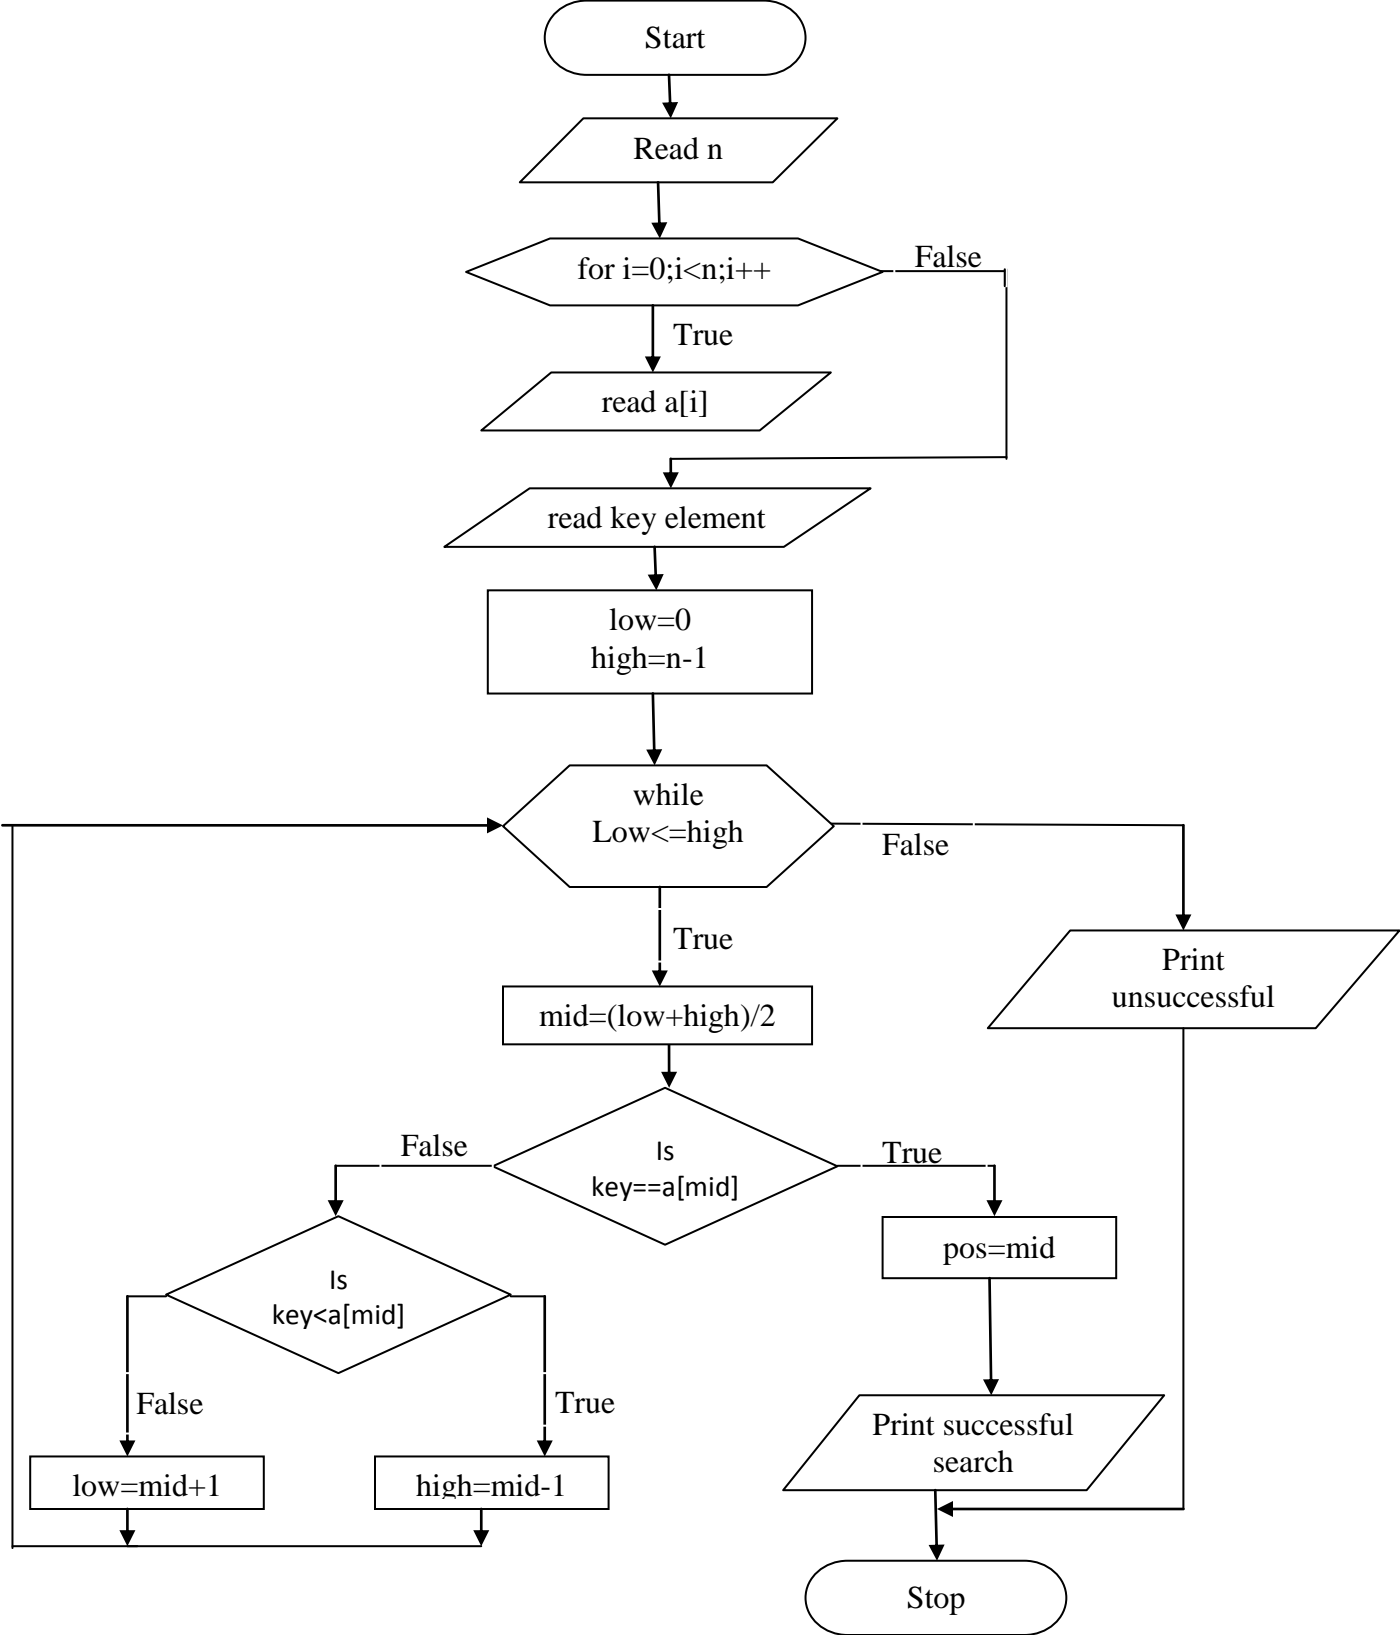 Start
Read n
for i=0;i<n;i++
False
True
read a[i]
read key element
low=0
high=n-1
while
Low<=high
False
True
Print
unsuccessful
mid=(low+high)/2
False
Is
key==a[mid]
True
pos=mid
Is
key<a[mid]
False
True
Print successful
search
low=mid+1
high=mid-1
Stop